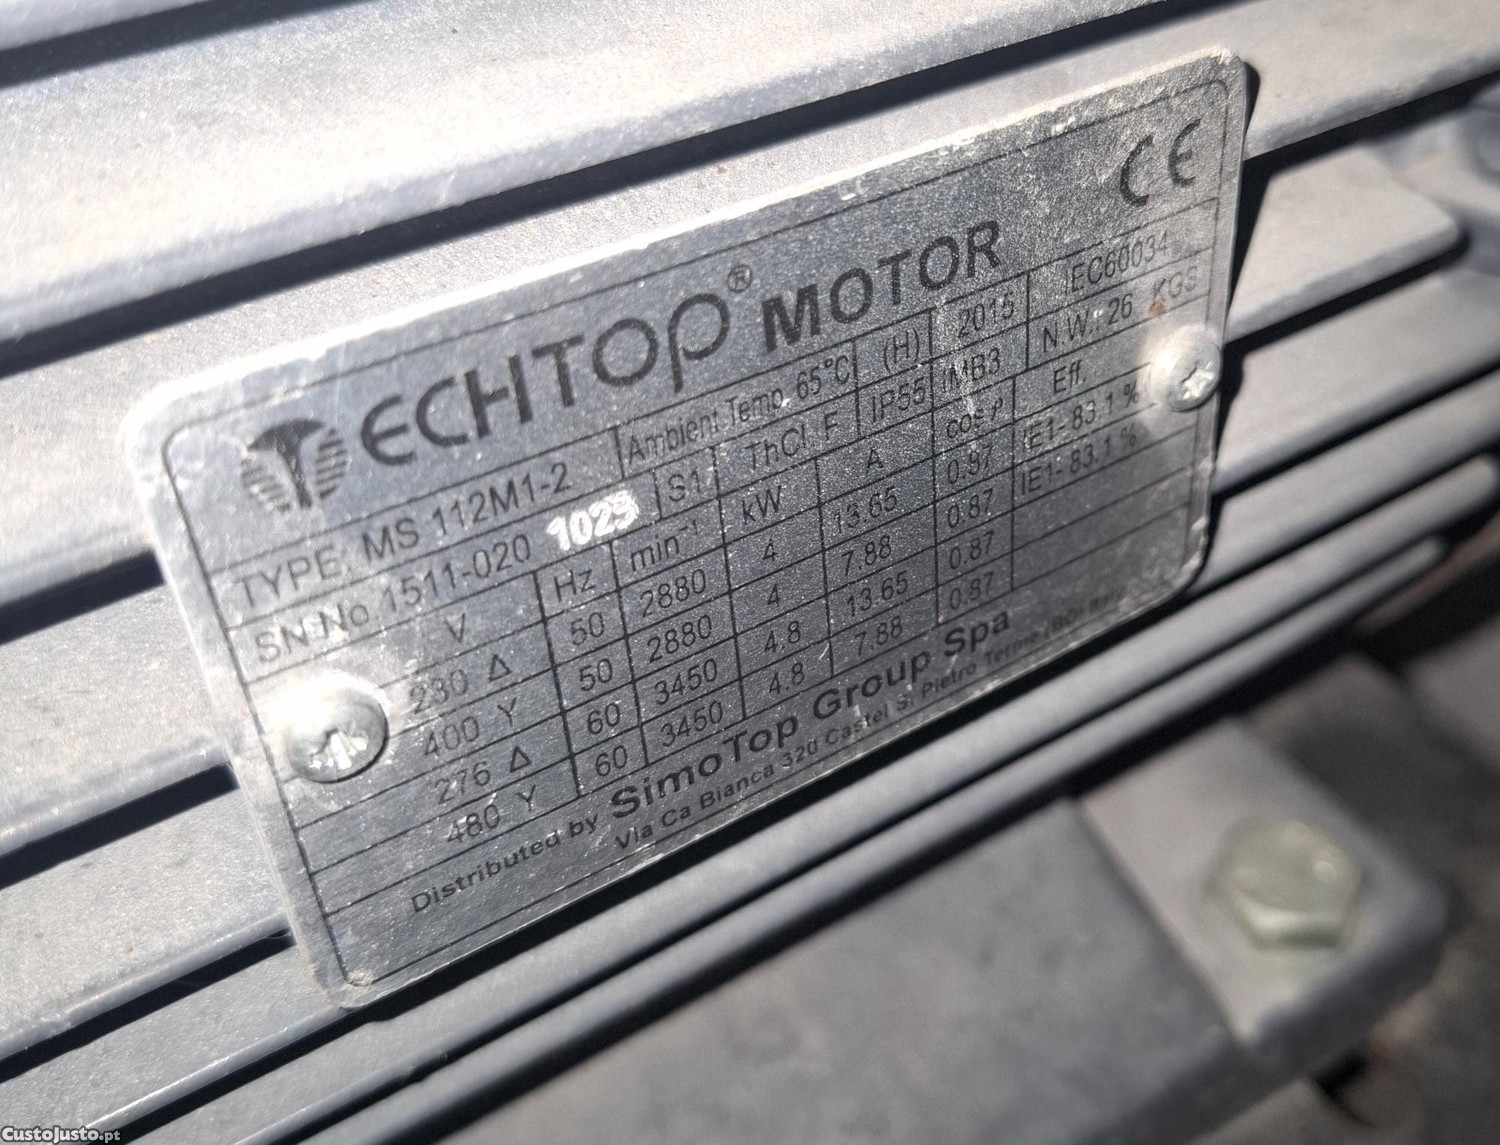 TECHTOP® MOTOR CE
TYPE: MS 112M1-2 Ambient Temp. 65°C (H) 2015 IEC60034
SN No 1511-020 1023 S1 ThCl. F IP55 IMB3 N.W.: 26 KGS
V Hz min⁻¹ kW A cos φ Eff.
230 Δ 50 2880 4 13.65 0.87 IE1- 83.1 %
400 Y 50 2880 4 7.88 0.87 IE1- 83.1 %
276 Δ 60 3450 4.8 13.65 0.87
480 Y 60 3450 4.8 7.88 0.87
Distributed by SimoTop Group Spa
Via Ca Bianca 320 Castel S. Pietro Terme (BO) Italy
CustoJusto.pt